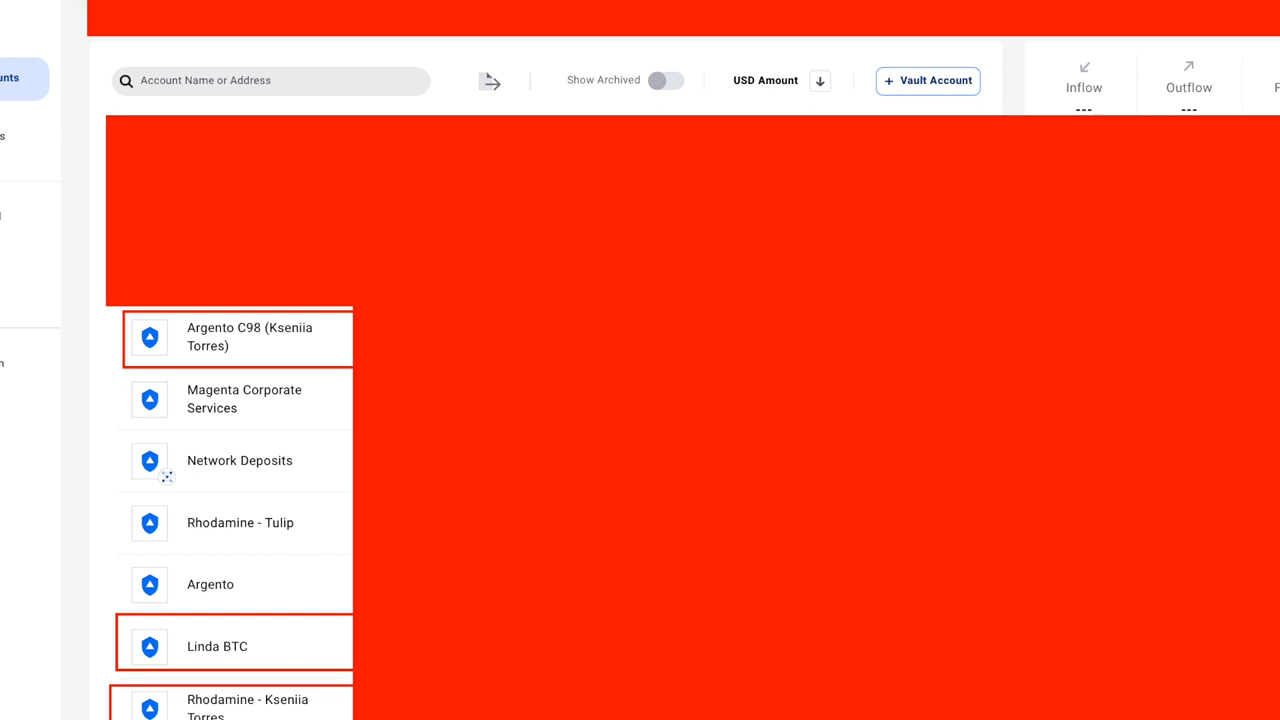 unts
s
n
Account Name or Address
Show Archived
USD Amount
+ Vault Account
Inflow
Outflow
F
---
---
Argento C98 (Kseniia
Torres)
Magenta Corporate
Services
Network Deposits
Rhodamine - Tulip
Argento
Linda BTC
Rhodamine - Kseniia
Torres